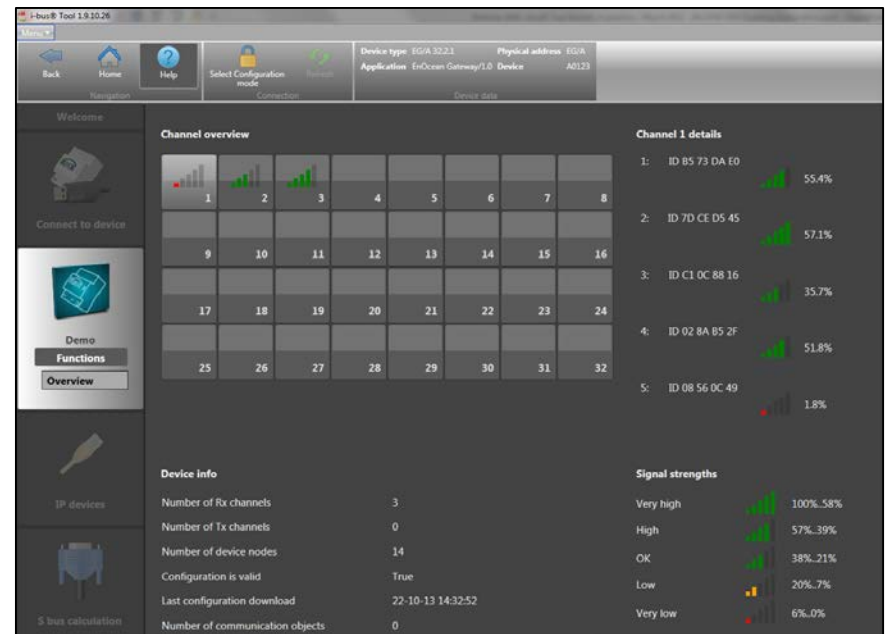 i-bus® Tool 1.9.10.26
Menu
Back Home Help Select Configuration mode Refresh
Navigation Connection Device data
Device type EG/A 32.2.1 Physical address EG/A
Application EnOcean Gateway/1.0 Device A0123
Welcome
Connect to device
Demo
Functions
Overview
IP devices
S bus calculation
Channel overview
1 2 3 4 5 6 7 8
9 10 11 12 13 14 15 16
17 18 19 20 21 22 23 24
25 26 27 28 29 30 31 32
Channel 1 details
1: ID B5 73 DA E0
55.4%
2: ID 7D CE D5 45
57.1%
3: ID C1 0C 88 16
35.7%
4: ID 02 8A B5 2F
51.8%
5: ID 08 56 0C 49
1.8%
Device info
Number of Rx channels 3
Number of Tx channels 0
Number of device nodes 14
Configuration is valid True
Last configuration download 22-10-13 14:32:52
Number of communication objects 0
Signal strengths
Very high 100%..58%
High 57%..39%
OK 38%..21%
Low 20%..7%
Very low 6%..0%